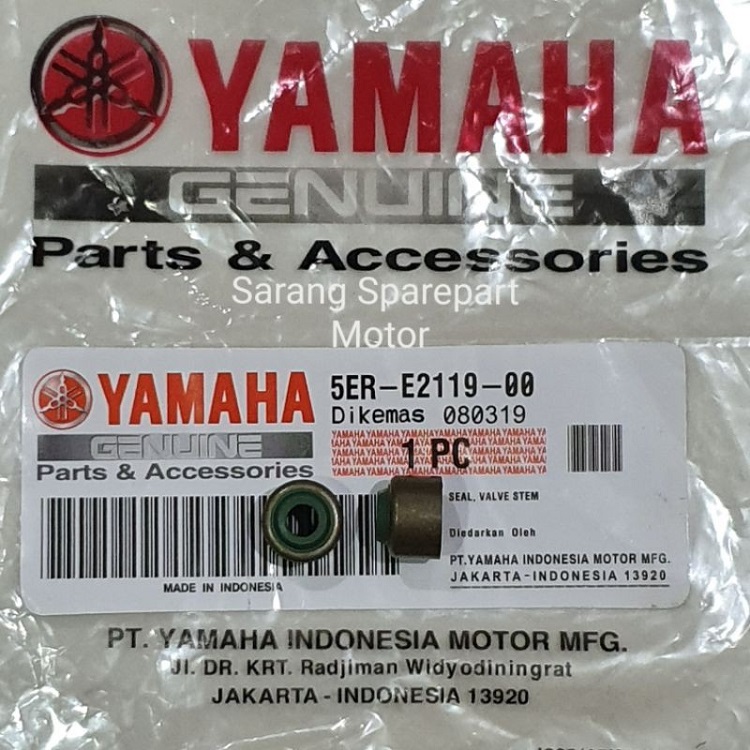 YAMAHA
GENUINE
Parts & Accessories
Sarang Sparepart
Motor
YAMAHA
GENUINE
Parts & Accessories
5ER-E2119-00
Dikemas 080319
1 PC
SEAL, VALVE STEM
Diedarkan Oleh
PT.YAMAHA INDONESIA MOTOR MFG.
JAKARTA-INDONESIA 13920
MADE IN INDONESIA
PT. YAMAHA INDONESIA MOTOR MFG.
Jl. DR. KRT. Radjiman Widyodiningrat
JAKARTA - INDONESIA 13920